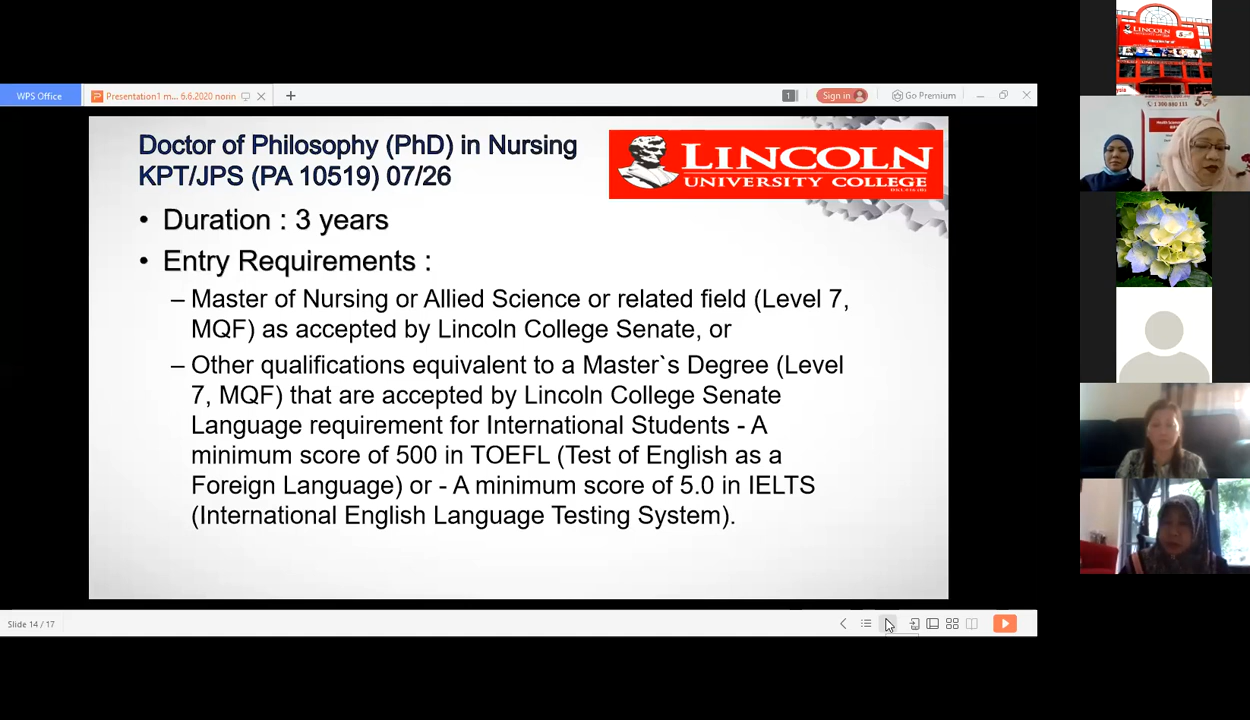 WPS Office
Presentation1 m... 6.6.2020 norin
1
Sign in
Go Premium
Doctor of Philosophy (PhD) in Nursing
KPT/JPS (PA 10519) 07/26
LINCOLN
UNIVERSITY COLLEGE
• Duration : 3 years
• Entry Requirements :
– Master of Nursing or Allied Science or related field (Level 7,
MQF) as accepted by Lincoln College Senate, or
– Other qualifications equivalent to a Master`s Degree (Level
7, MQF) that are accepted by Lincoln College Senate
Language requirement for International Students - A
minimum score of 500 in TOEFL (Test of English as a
Foreign Language) or - A minimum score of 5.0 in IELTS
(International English Language Testing System).
Slide 14 / 17
LINCOLN